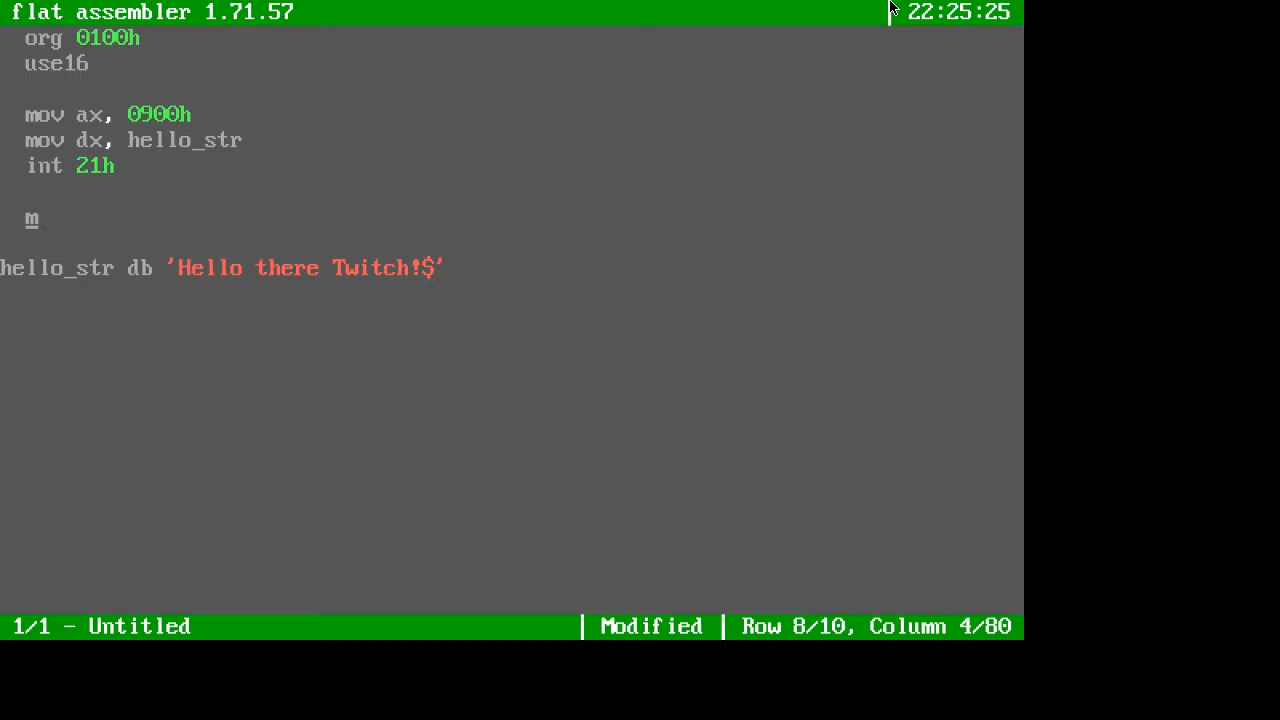 flat assembler 1.71.57 | 22:25:25
org 0100h
use16
mov ax, 0900h
mov dx, hello_str
int 21h
m
hello_str db 'Hello there Twitch!$'
1/1 - Untitled | Modified | Row 8/10, Column 4/80